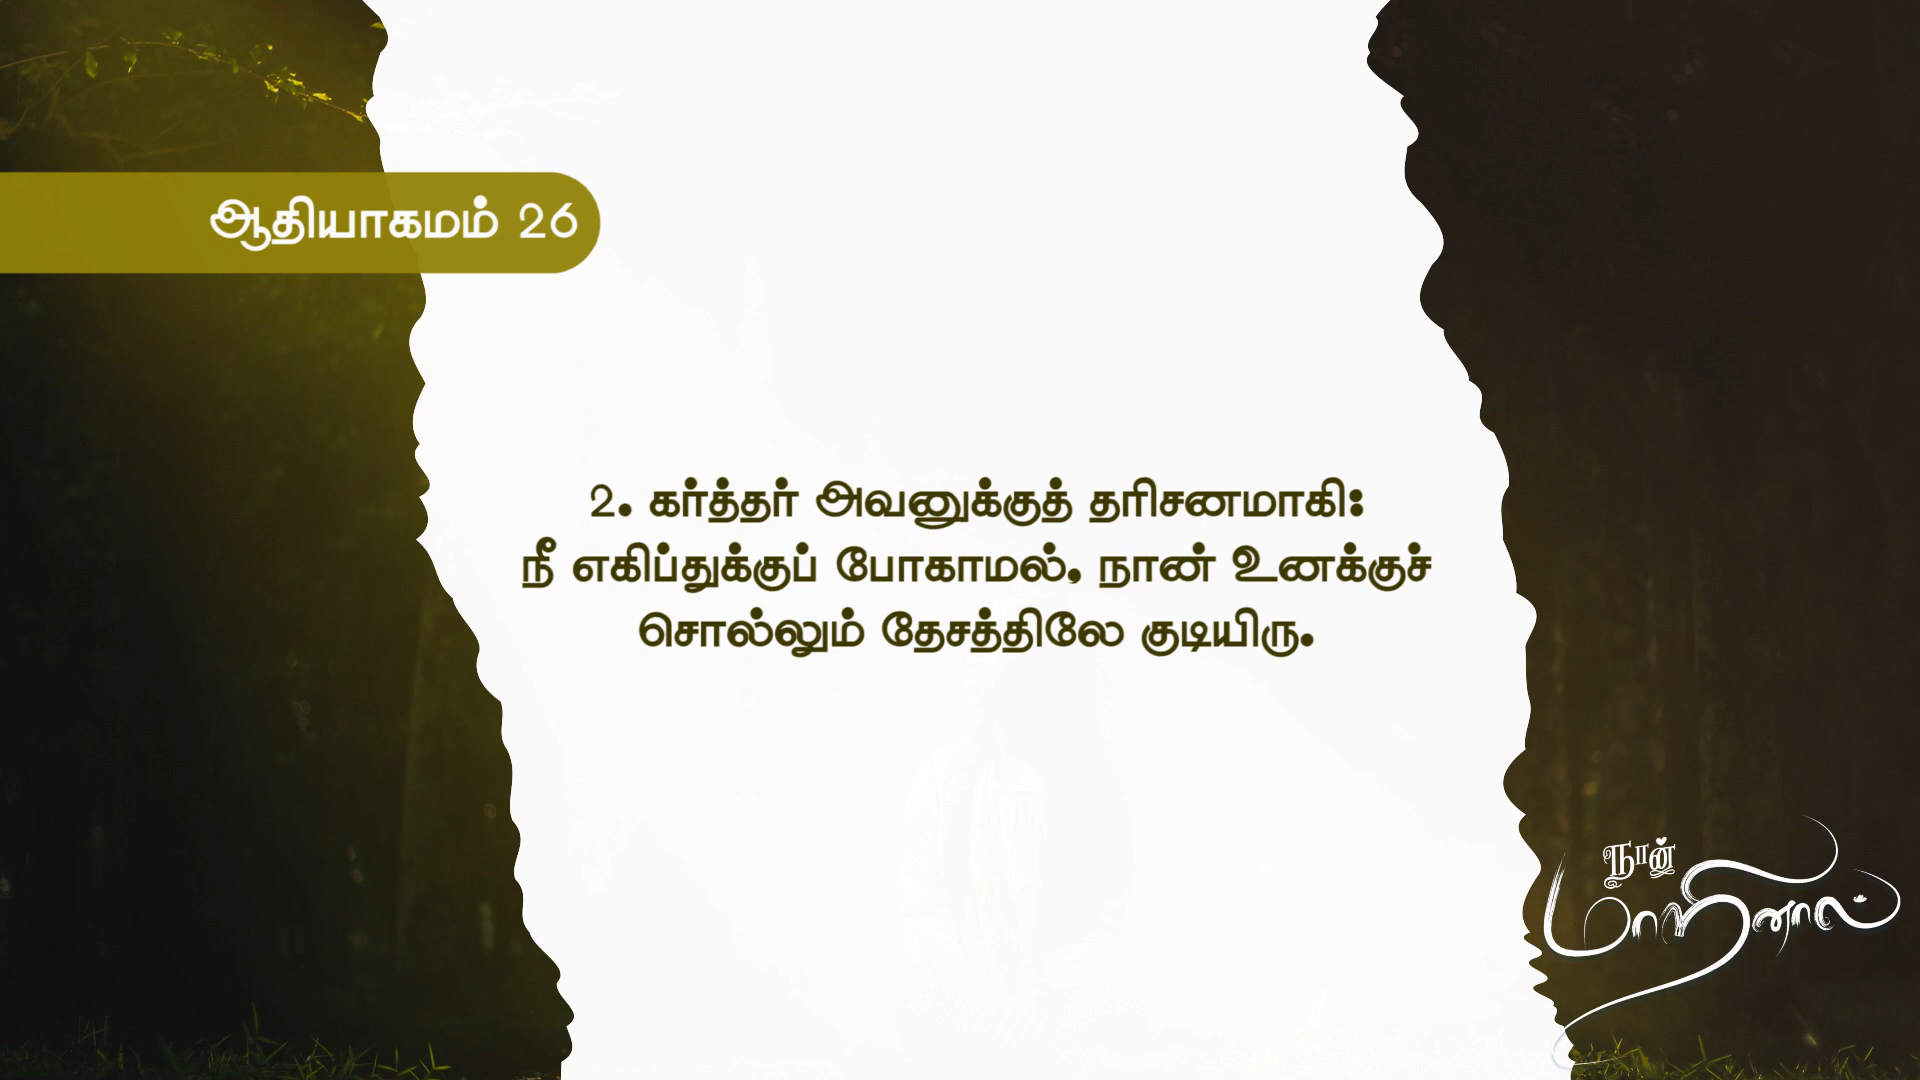 ஆதியாகமம் 26
2. கர்த்தர் அவனுக்குத் தரிசனமாகி:
நீ எகிப்துக்குப் போகாமல், நான் உனக்குச்
சொல்லும் தேசத்திலே குடியிரு.
நான்
மாறினால்